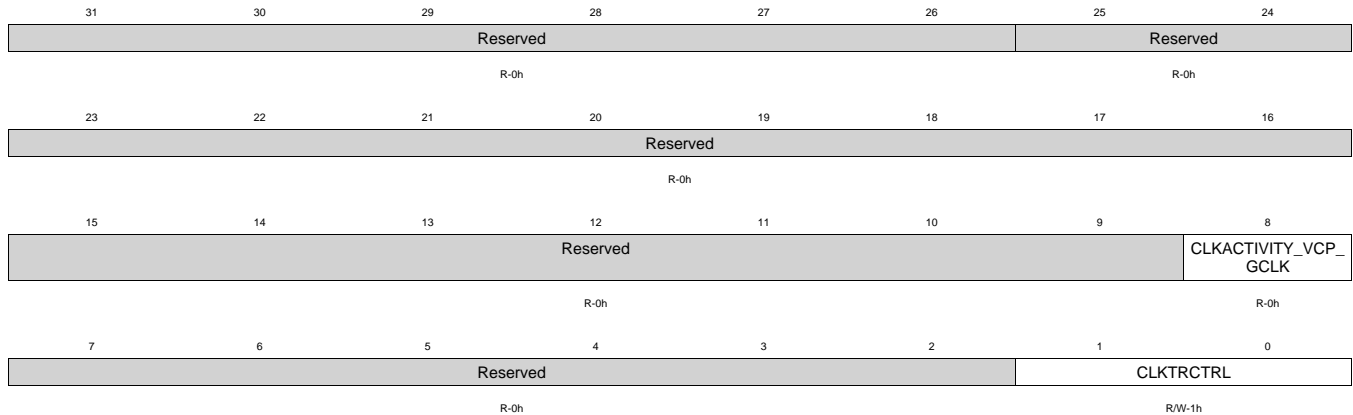 31 30 29 28 27 26 25 24
Reserved Reserved
R-0h R-0h
23 22 21 20 19 18 17 16
Reserved
R-0h
15 14 13 12 11 10 9 8
Reserved CLKACTIVITY_VCP_
GCLK
R-0h R-0h
7 6 5 4 3 2 1 0
Reserved CLKTRCTRL
R-0h R/W-1h